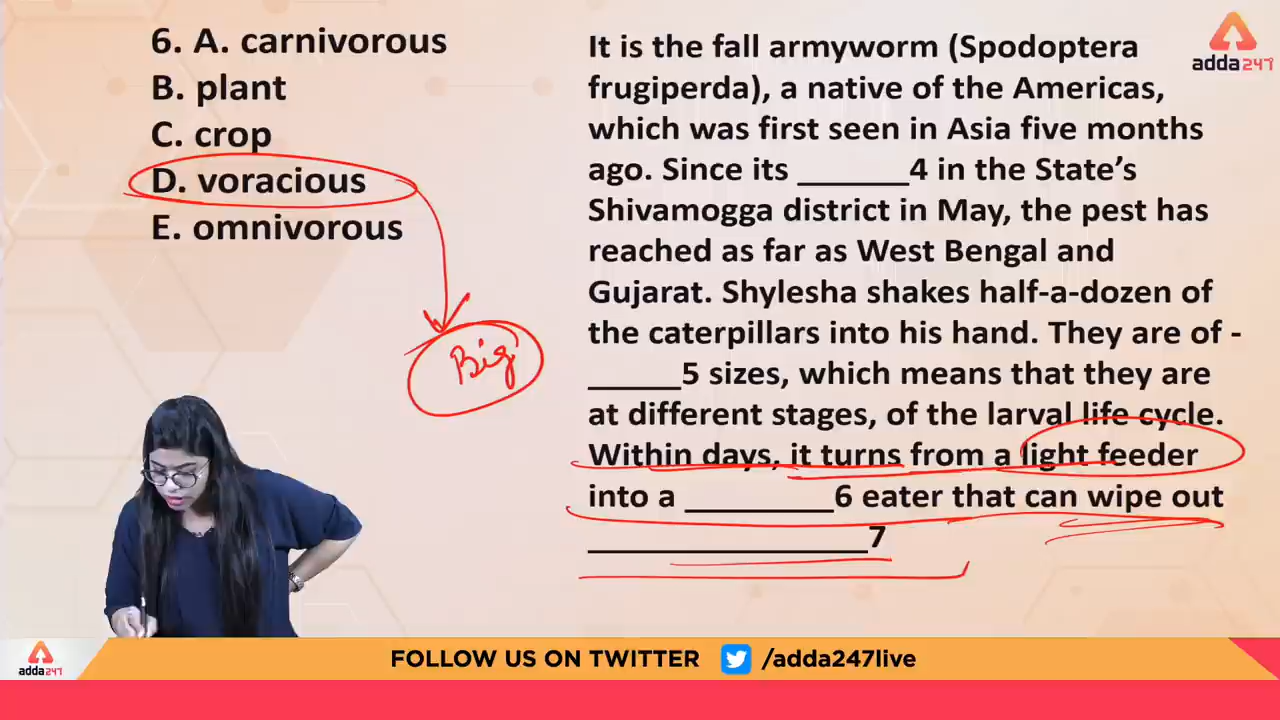 6. A. carnivorous
B. plant
C. crop
D. voracious
E. omnivorous
Big
It is the fall armyworm (Spodoptera
frugiperda), a native of the Americas,
which was first seen in Asia five months
ago. Since its _______4 in the State’s
Shivamogga district in May, the pest has
reached as far as West Bengal and
Gujarat. Shylesha shakes half-a-dozen of
the caterpillars into his hand. They are of -
______5 sizes, which means that they are
at different stages, of the larval life cycle.
Within days, it turns from a light feeder
into a _________6 eater that can wipe out
_________________7
adda247
adda247
FOLLOW US ON TWITTER /adda247live